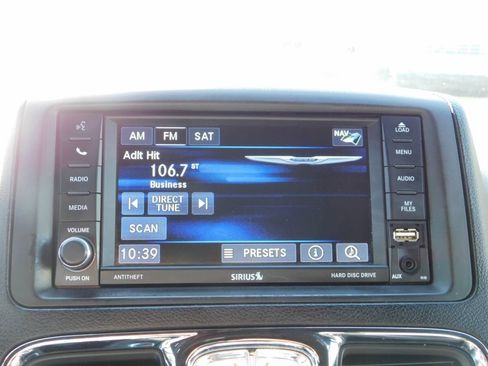 AM FM SAT NAV
Adlt Hit
106.7 ST
Business
DIRECT
TUNE
SCAN
10:39 PRESETS
RADIO
MEDIA
VOLUME
PUSH ON
LOAD
MENU
AUDIO
MY
FILES
AUX
ANTITHEFT SIRIUS HARD DISC DRIVE